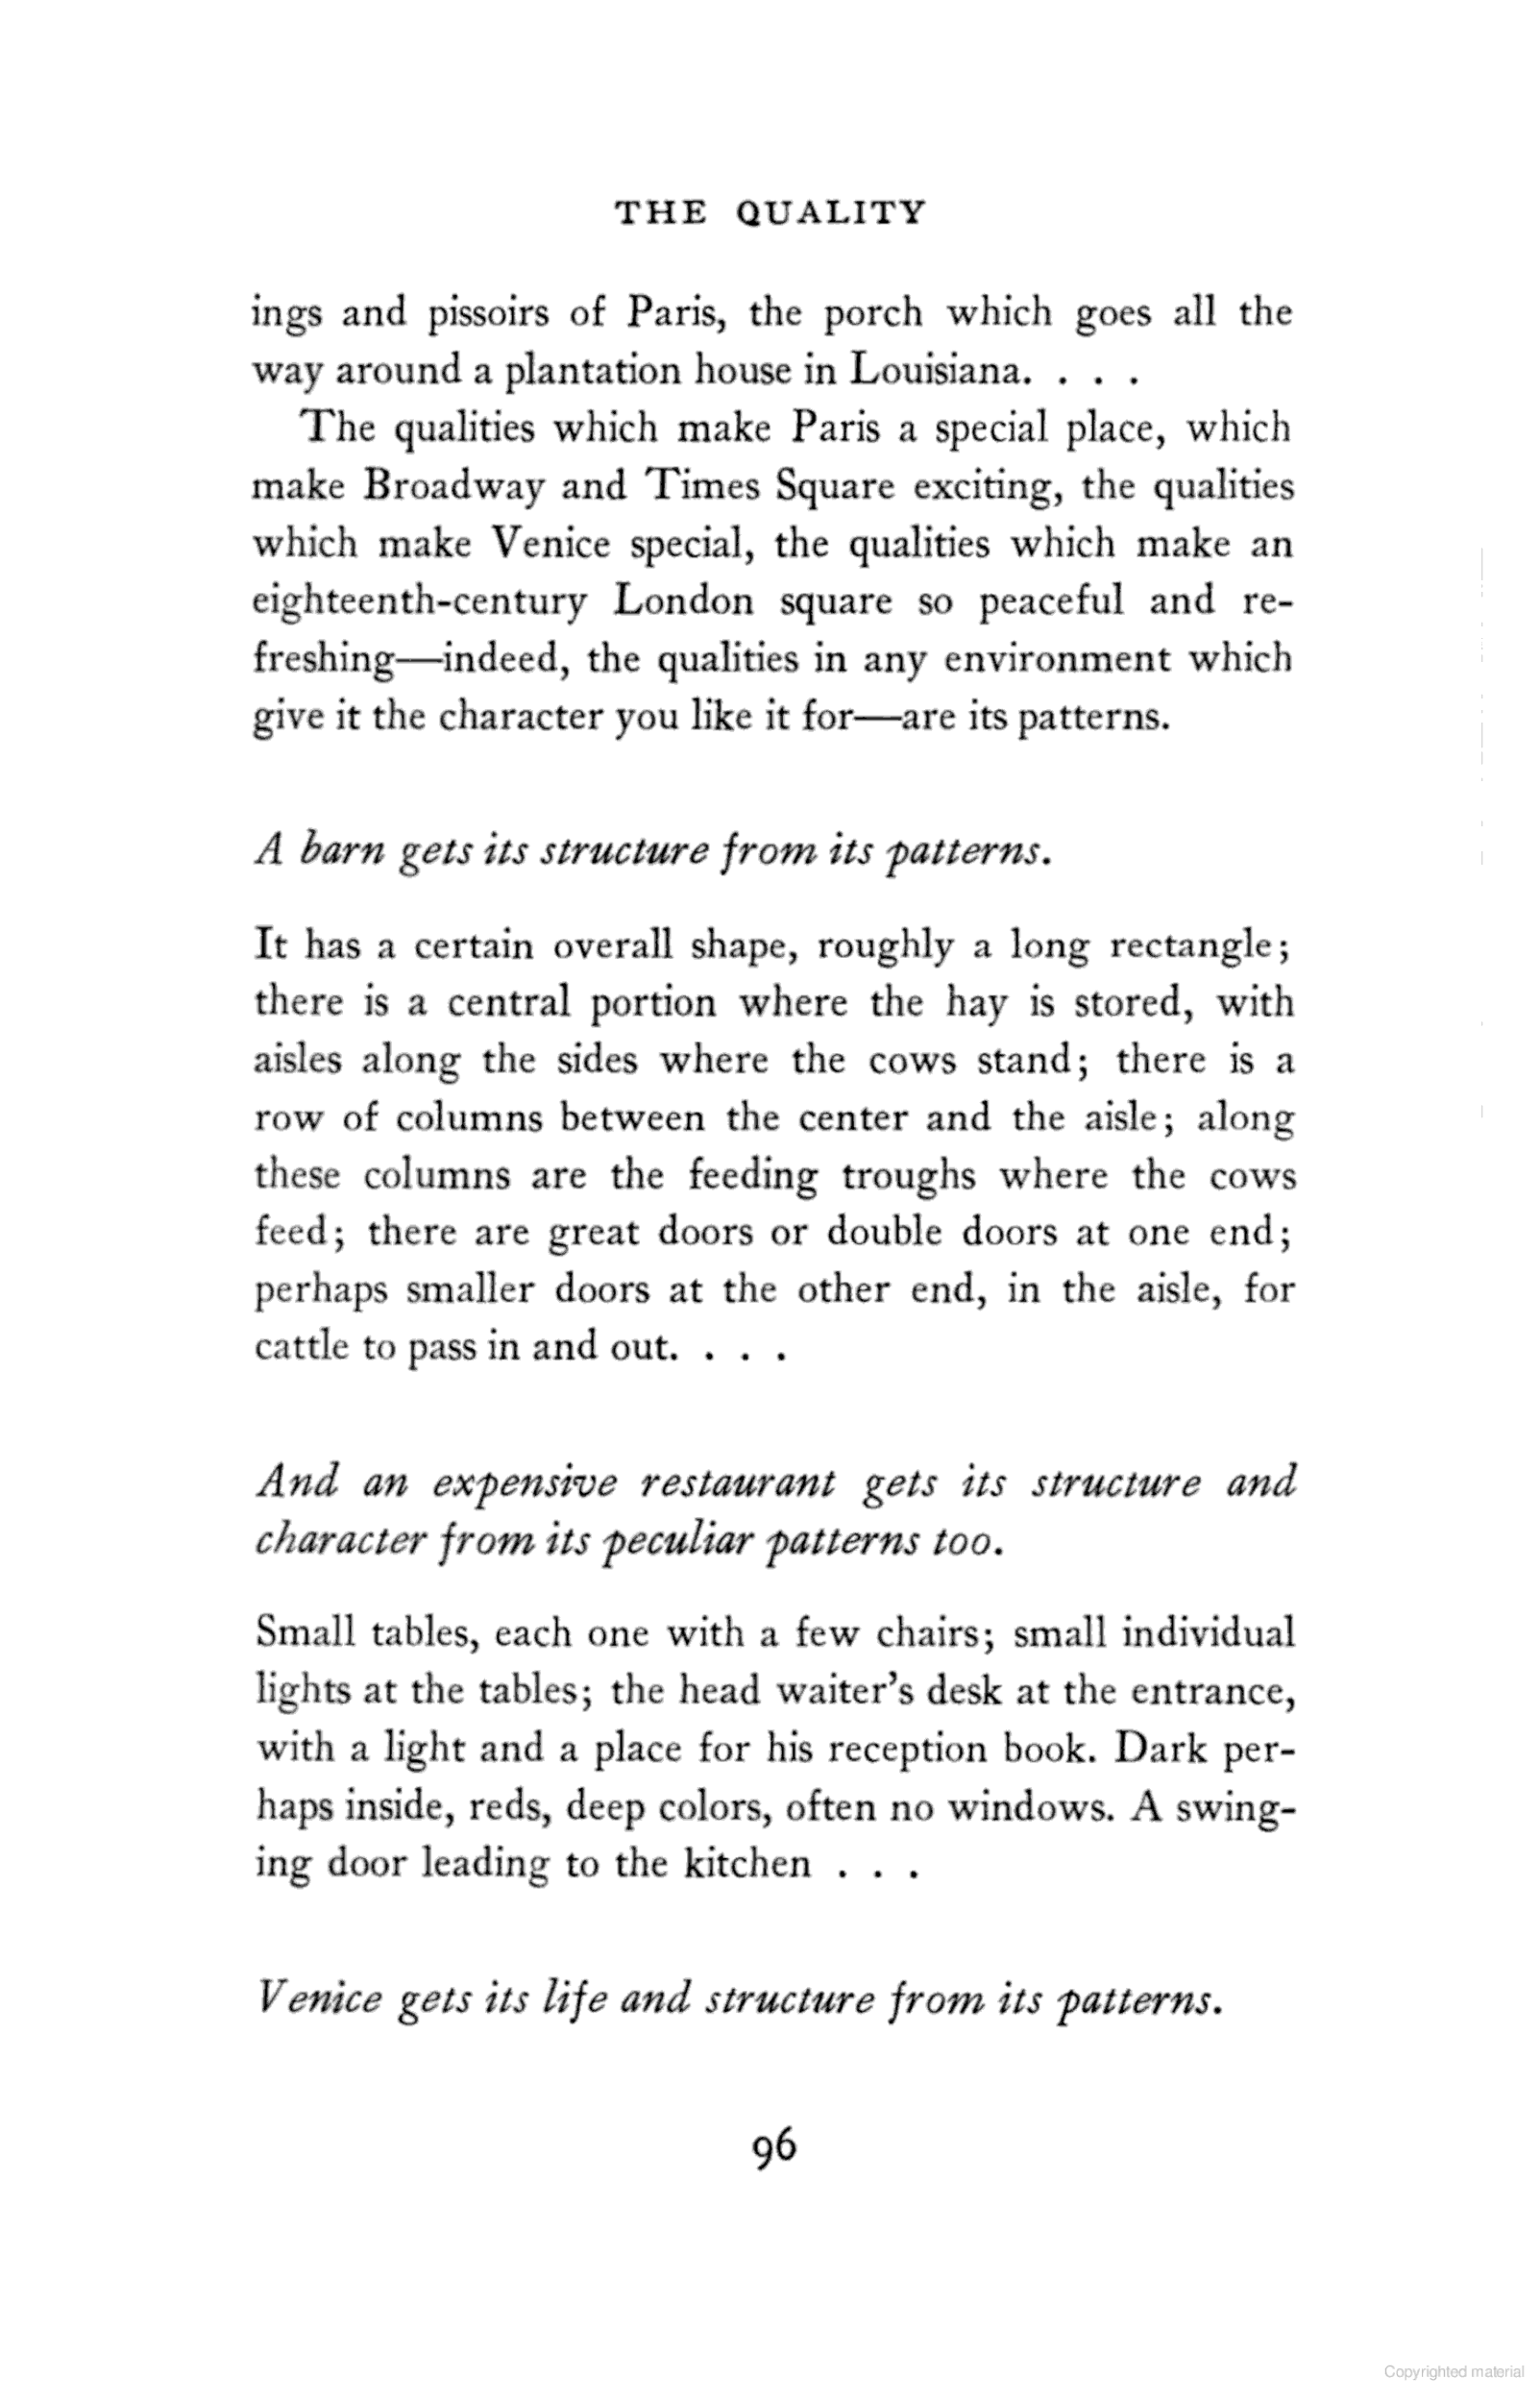 THE QUALITY
ings and pissoirs of Paris, the porch which goes all the
way around a plantation house in Louisiana. . . .
The qualities which make Paris a special place, which
make Broadway and Times Square exciting, the qualities
which make Venice special, the qualities which make an
eighteenth-century London square so peaceful and re-
freshing—indeed, the qualities in any environment which
give it the character you like it for—are its patterns.
A barn gets its structure from its patterns.
It has a certain overall shape, roughly a long rectangle;
there is a central portion where the hay is stored, with
aisles along the sides where the cows stand; there is a
row of columns between the center and the aisle; along
these columns are the feeding troughs where the cows
feed; there are great doors or double doors at one end;
perhaps smaller doors at the other end, in the aisle, for
cattle to pass in and out. . . .
And an expensive restaurant gets its structure and
character from its peculiar patterns too.
Small tables, each one with a few chairs; small individual
lights at the tables; the head waiter's desk at the entrance,
with a light and a place for his reception book. Dark per-
haps inside, reds, deep colors, often no windows. A swing-
ing door leading to the kitchen . . .
Venice gets its life and structure from its patterns.
96
Copyrighted material